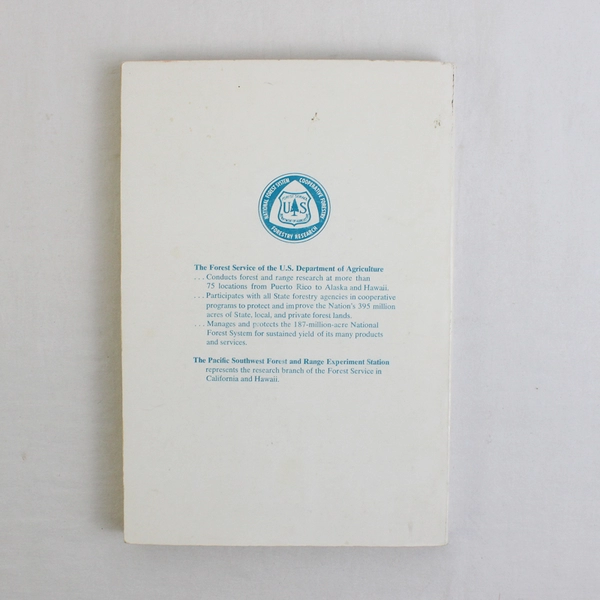 NATIONAL FOREST SYSTEM
COOPERATIVE FORESTRY
FORESTRY RESEARCH
U S
The Forest Service of the U.S. Department of Agriculture
. . . Conducts forest and range research at more than
75 locations from Puerto Rico to Alaska and Hawaii.
. . . Participates with all State forestry agencies in cooperative
programs to protect and improve the Nation's 395 million
acres of State, local, and private forest lands.
. . . Manages and protects the 187-million-acre National
Forest System for sustained yield of its many products
and services.
The Pacific Southwest Forest and Range Experiment Station
represents the research branch of the Forest Service in
California and Hawaii.